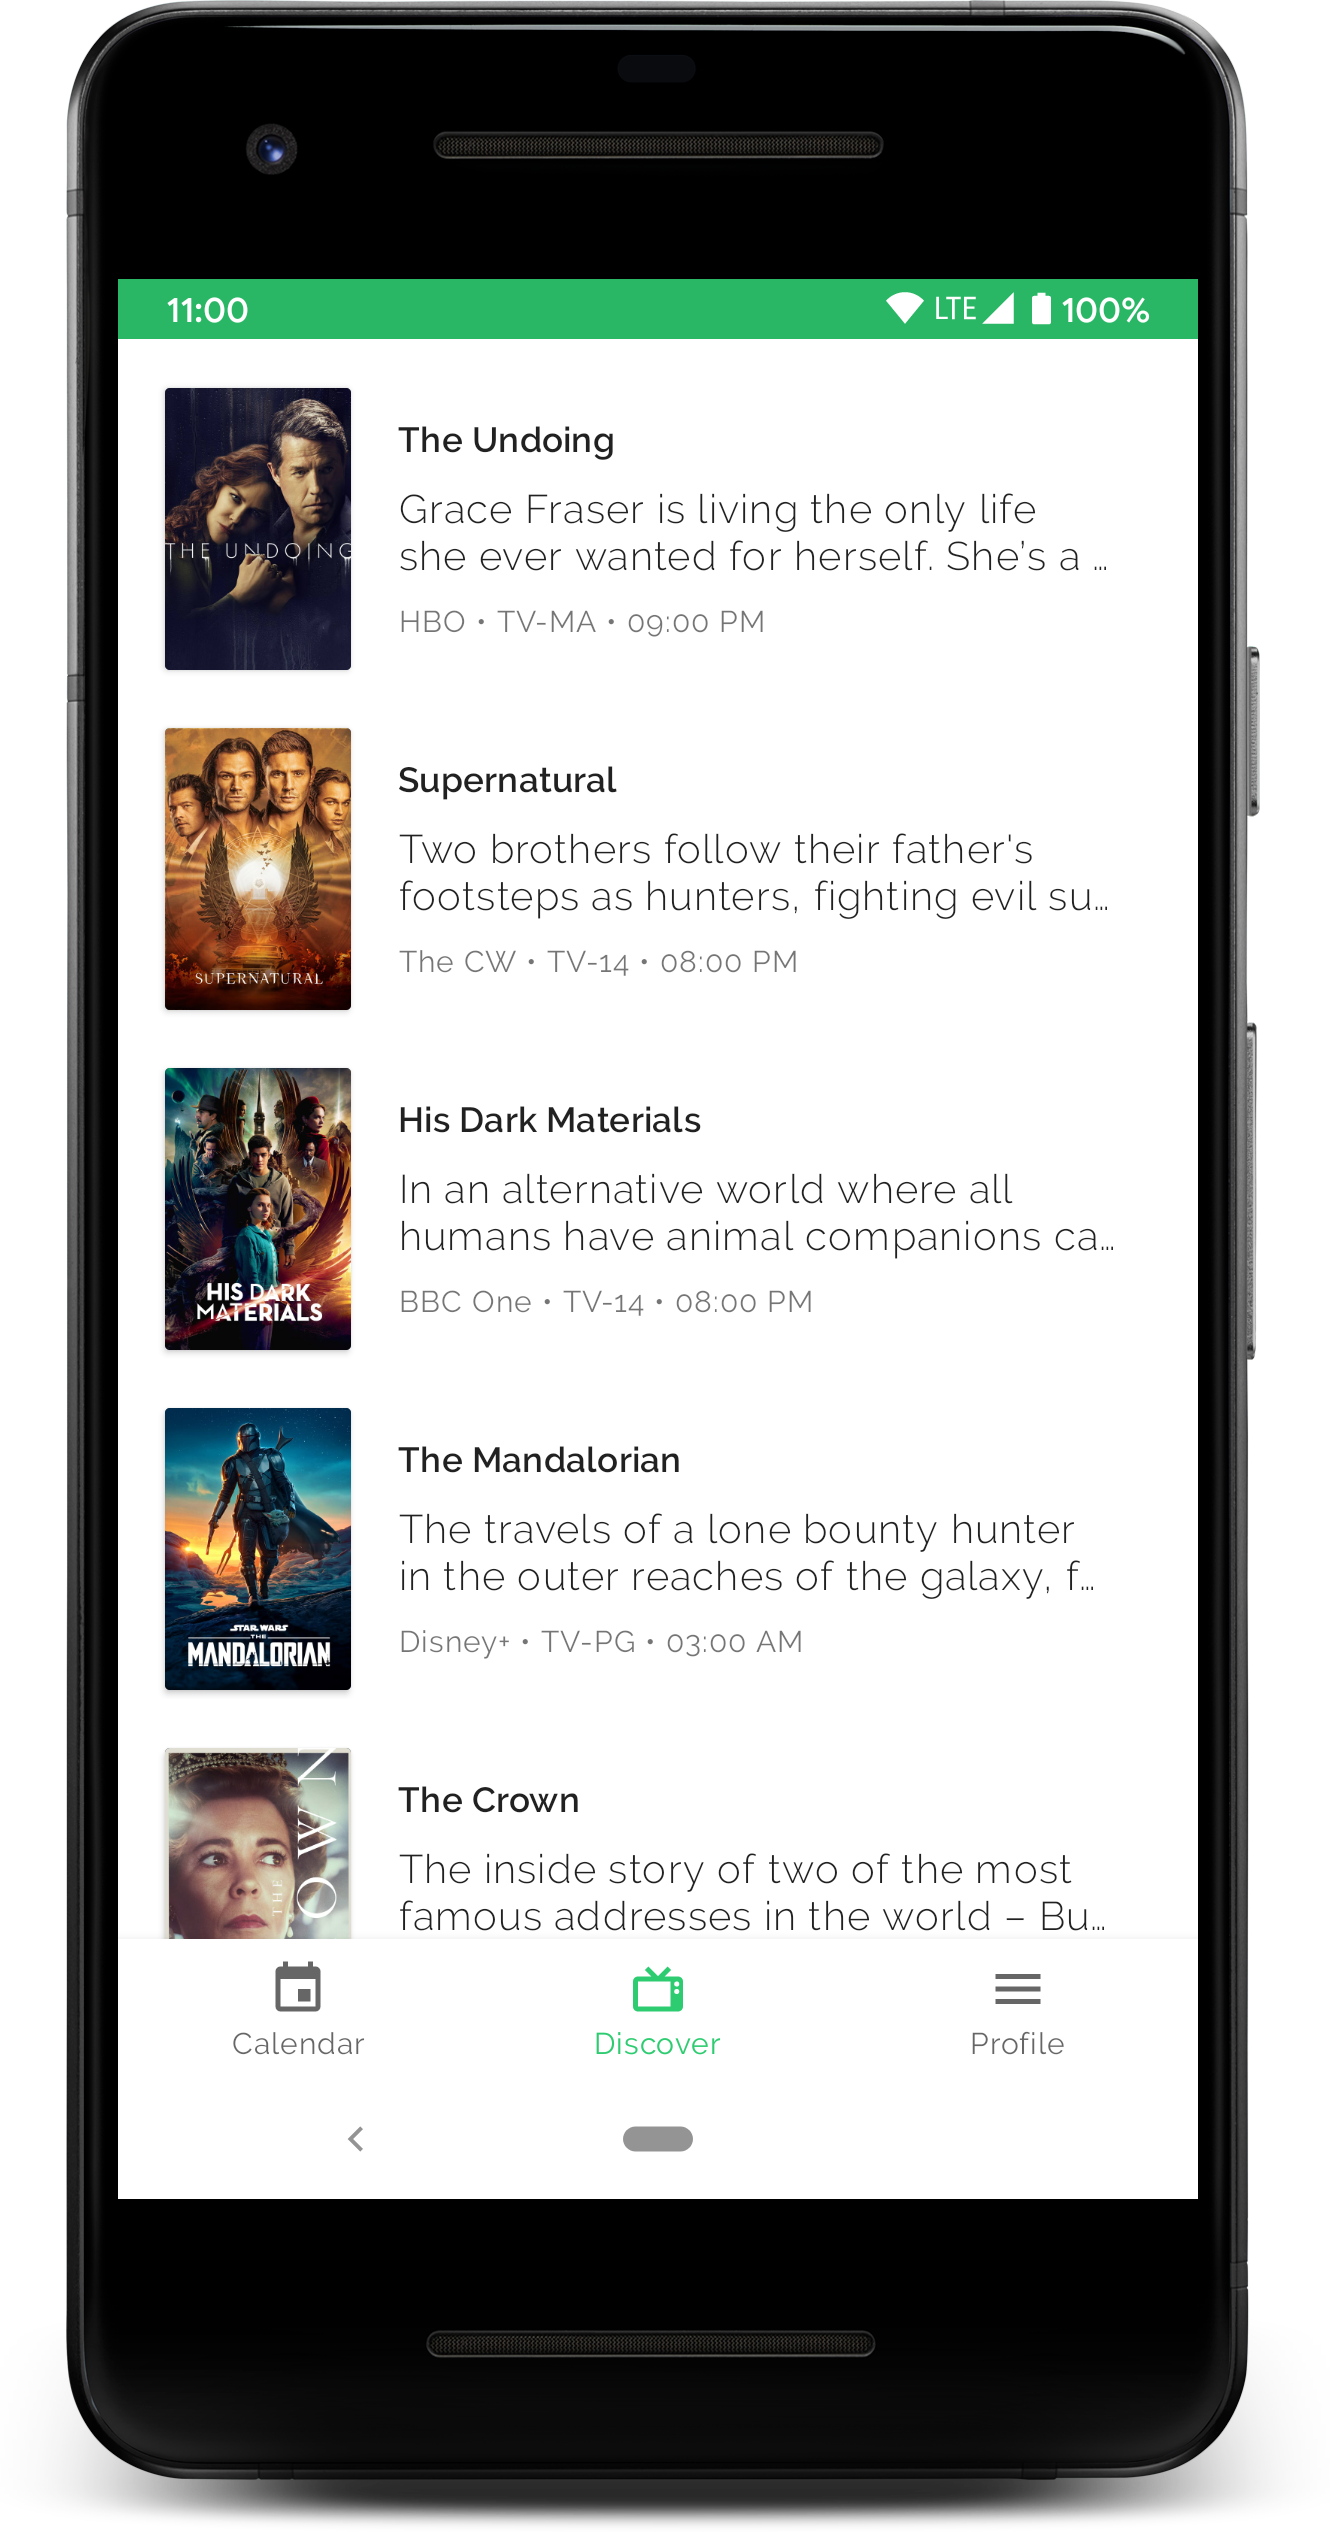 11:00 LTE 100%
THE UNDOING
The Undoing
Grace Fraser is living the only life
she ever wanted for herself. She’s a ...
HBO • TV-MA • 09:00 PM
SUPERNATURAL
Supernatural
Two brothers follow their father's
footsteps as hunters, fighting evil su...
The CW • TV-14 • 08:00 PM
HIS DARK
MATERIALS
His Dark Materials
In an alternative world where all
humans have animal companions ca...
BBC One • TV-14 • 08:00 PM
STAR WARS
THE
MANDALORIAN
The Mandalorian
The travels of a lone bounty hunter
in the outer reaches of the galaxy, f...
Disney+ • TV-PG • 03:00 AM
THE
OWN
The Crown
The inside story of two of the most
famous addresses in the world – Bu...
Calendar
Discover
Profile